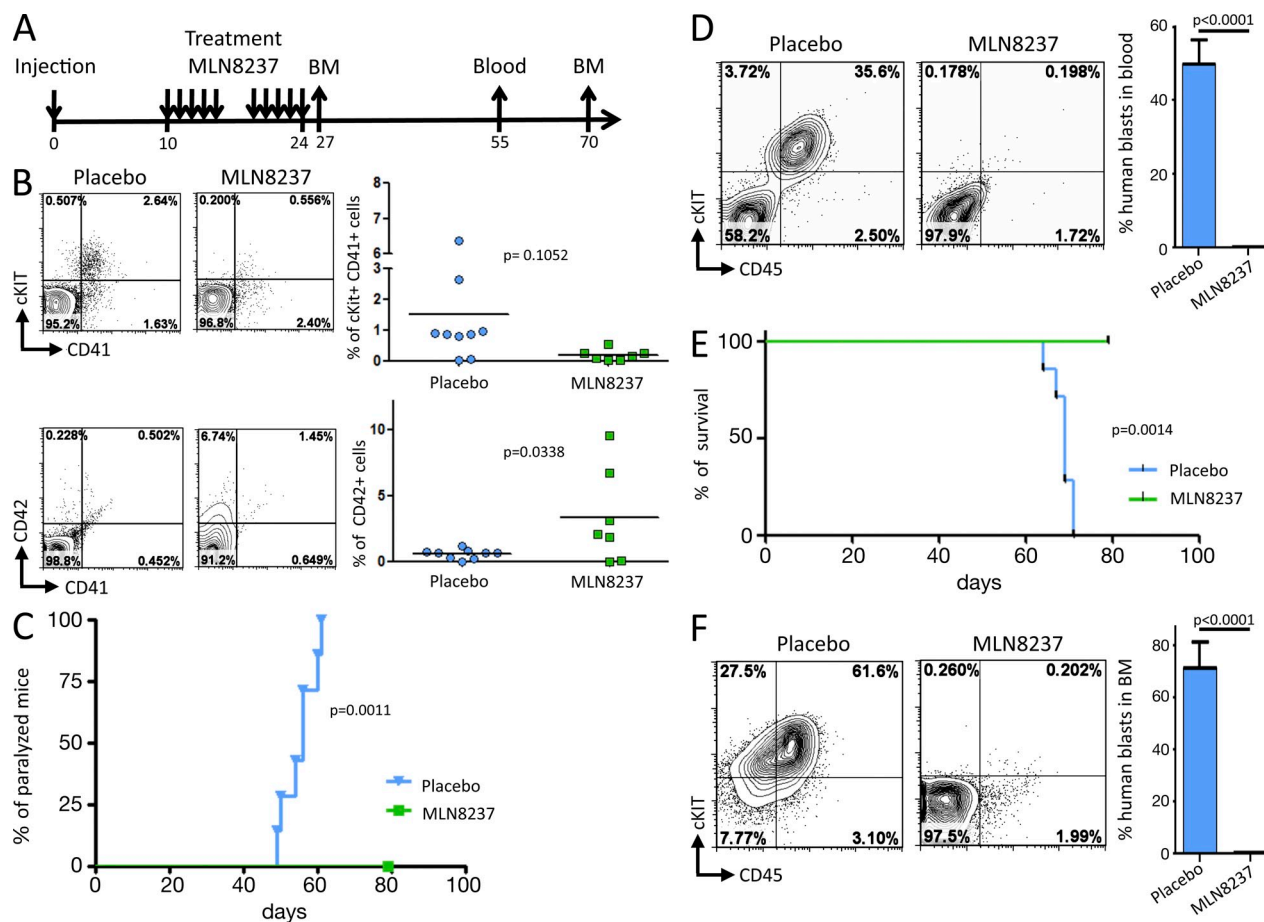 A
Treatment
Injection MLN8237 BM Blood BM
0 10 24 27 55 70
B
Placebo MLN8237
0.507% 2.64% 0.200% 0.556%
95.2% 1.63% 96.8% 2.40%
cKIT
CD41
% of cKit+ CD41+ cells
8
7
6
3
2
1
0
p= 0.1052
Placebo MLN8237
0.228% 0.502% 6.74% 1.45%
98.8% 0.452% 91.2% 0.649%
CD42
CD41
% of CD42+ cells
10
5
0
p=0.0338
Placebo MLN8237
C
% of paralyzed mice
100
75
50
25
0
p=0.0011
Placebo
MLN8237
0 20 40 60 80 100
days
D
Placebo MLN8237
3.72% 35.6% 0.178% 0.198%
58.2% 2.50% 97.9% 1.72%
cKIT
CD45
% human blasts in blood
p<0.0001
60
40
20
0
Placebo
MLN8237
E
% of survival
100
50
0
p=0.0014
Placebo
MLN8237
0 20 40 60 80 100
days
F
Placebo MLN8237
27.5% 61.6% 0.260% 0.202%
7.77% 3.10% 97.5% 1.99%
cKIT
CD45
% human blasts in BM
p<0.0001
80
60
40
20
0
Placebo
MLN8237